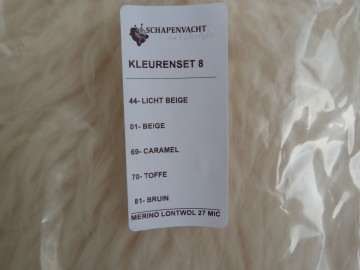 SCHAPENVACHT
KLEURENSET 8
44- LICHT BEIGE
01- BEIGE
69- CARAMEL
70- TOFFE
81- BRUIN
MERINO LONTWOL 27 MIC